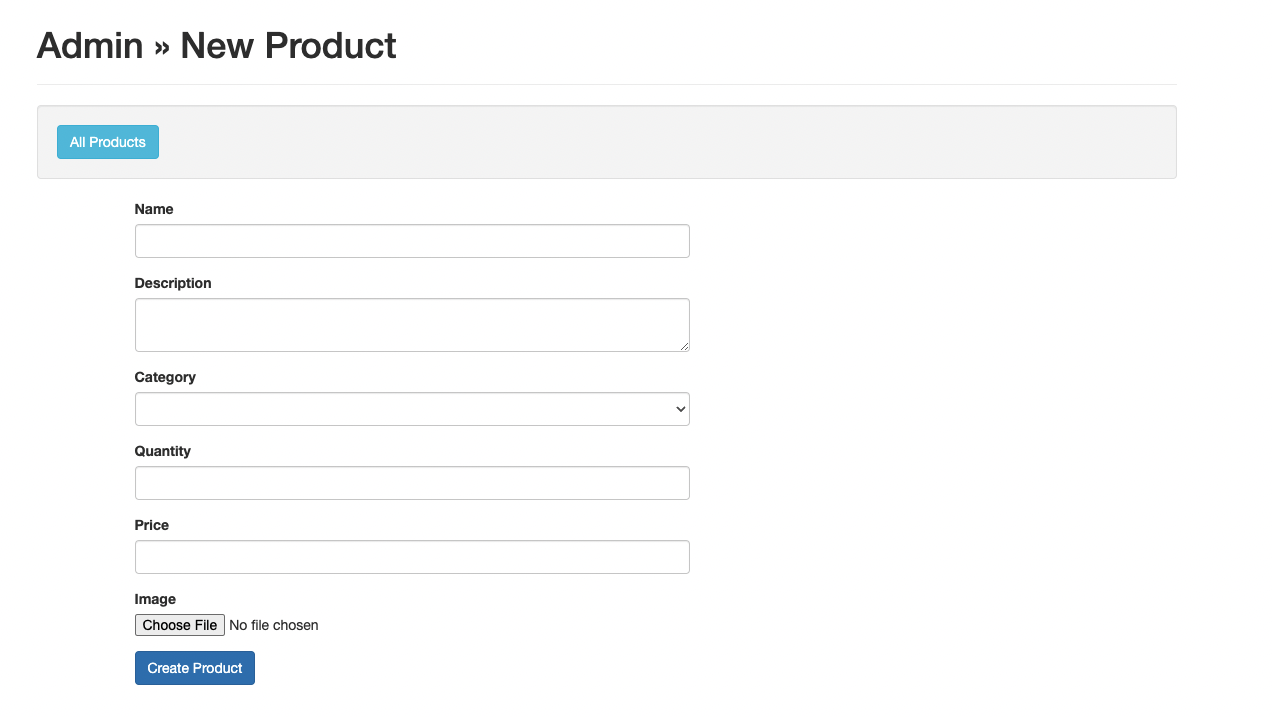 Admin » New Product
All Products
Name
Description
Category
Quantity
Price
Image
Choose File No file chosen
Create Product